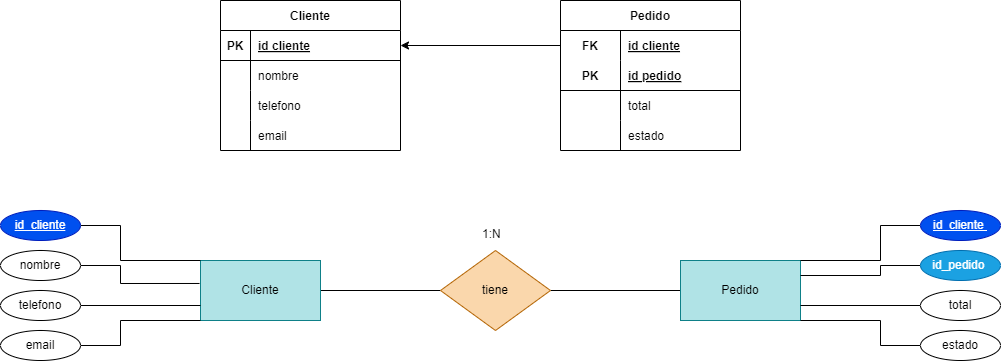 Cliente
PK id cliente
nombre
telefono
email
Pedido
FK id cliente
PK id pedido
total
estado
id_cliente
nombre
telefono
email
Cliente
1:N
tiene
Pedido
id_cliente
id_pedido
total
estado